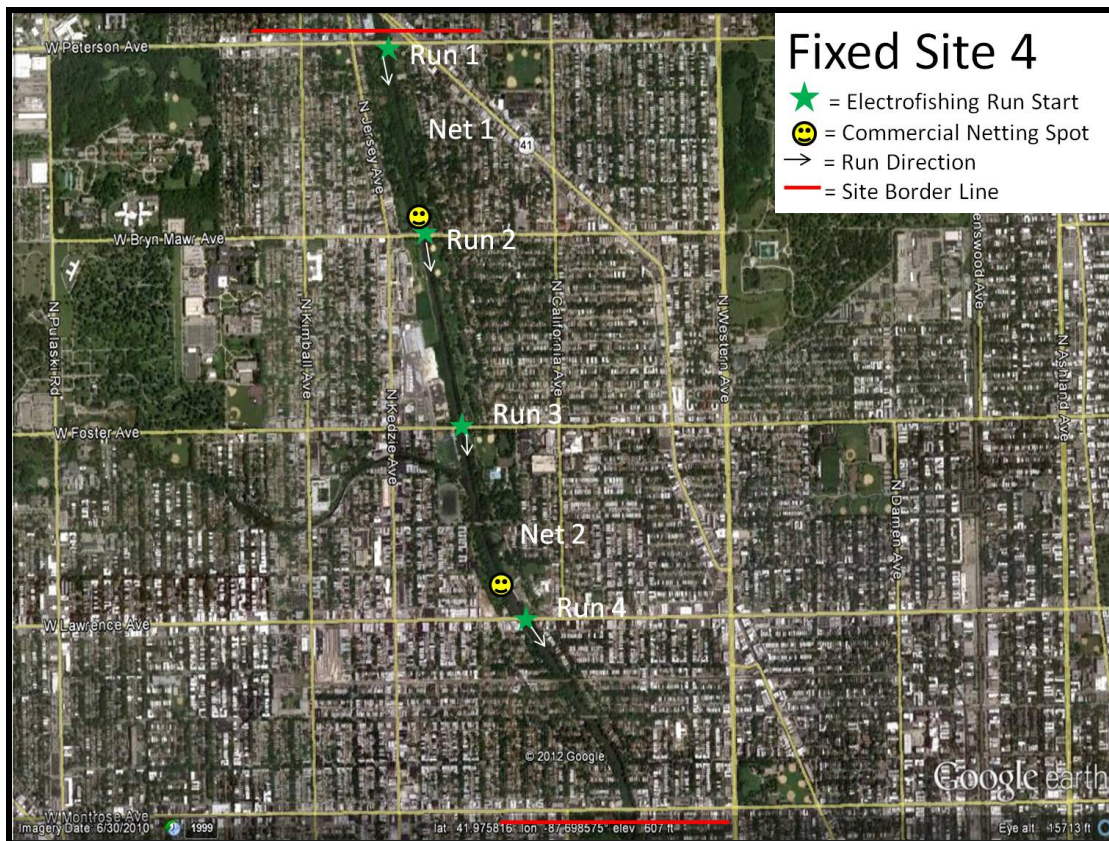 Fixed Site 4
= Electrofishing Run Start
= Commercial Netting Spot
= Run Direction
= Site Border Line
W Peterson Ave
Run 1
N Jersey Ave
Net 1
41
W Bryn Mawr Ave
Run 2
enswood Ave
N Pulaski Rd
N Kimball Ave
N California Ave
N Western Ave
N Ashland Ave
N Kedzie Ave
Run 3
W Foster Ave
N Damen Ave
Net 2
Run 4
W Lawrence Ave
© 2012 Google
Google earth
W Montrose Ave
Imagery Date: 6/30/2010 1999 lat 41.975816° lon -87.698575° elev 607 ft Eye alt 15713 ft